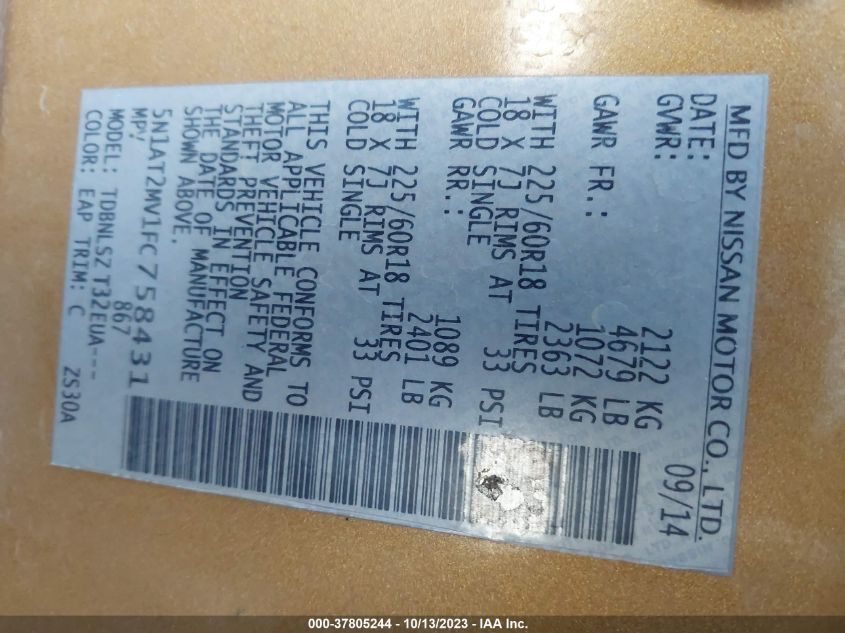 MFD BY NISSAN MOTOR CO., LTD.
DATE: 09/14
GVWR: 2122 KG
4679 LB
GAWR FR.: 1072 KG
2363 LB
WITH 225/60R18 TIRES
18 X 7J RIMS AT
COLD SINGLE 33 PSI
GAWR RR.: 1089 KG
2401 LB
WITH 225/60R18 TIRES
18 X 7J RIMS AT
COLD SINGLE 33 PSI
THIS VEHICLE CONFORMS TO
ALL APPLICABLE FEDERAL
MOTOR VEHICLE SAFETY AND
THEFT PREVENTION
STANDARDS IN EFFECT ON
THE DATE OF MANUFACTURE
SHOWN ABOVE.
5N1AT2MV1FC758431
MPV 867
MODEL: TDBNLSZ T32EUA---
COLOR: EAP TRIM: C ZS30A
000-37805244 - 10/13/2023 - IAA Inc.